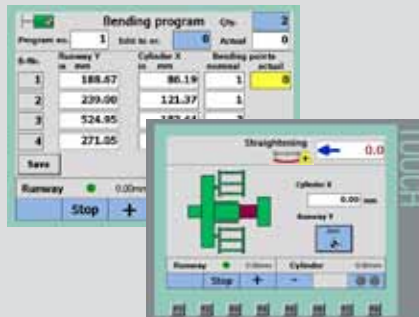 Bending program Qty. 2
Program no. 1 Edit to nr. 0 Actual 0
B-No. Runway Y Cylinder X Bending points
in mm in mm nominal actual
1 188.67 86.19 1 0
2 239.00 121.37 1
3 524.95
4 271.05
Save
Runway 0.00mm
Stop +
Straightening
0.0
Cylinder X
0.00 mm
Runway Y
Runway 0.00mm Cylinder 0.00mm
Stop + -
TOUCH